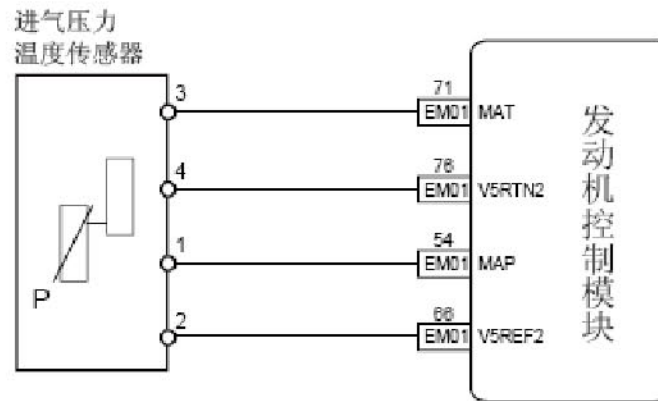 进气压力
温度传感器
3
71
EM01 MAT
4
76
EM01 V5RTN2
1
54
EM01 MAP
2
66
EM01 V5REF2
P
发动机控制模块